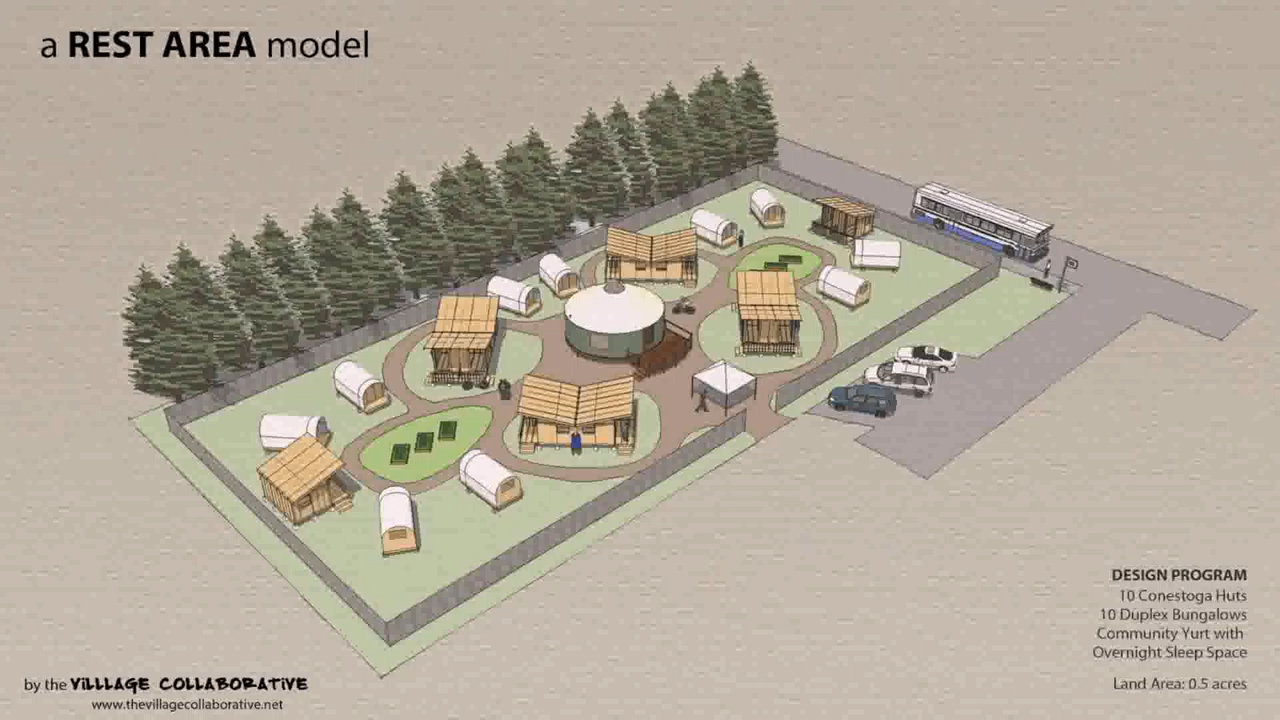 a REST AREA model
DESIGN PROGRAM
10 Conestoga Huts
10 Duplex Bungalows
Community Yurt with
Overnight Sleep Space
Land Area: 0.5 acres
by the ViLLLAGE COLLABORATiVE
www.thevillagecollaborative.net